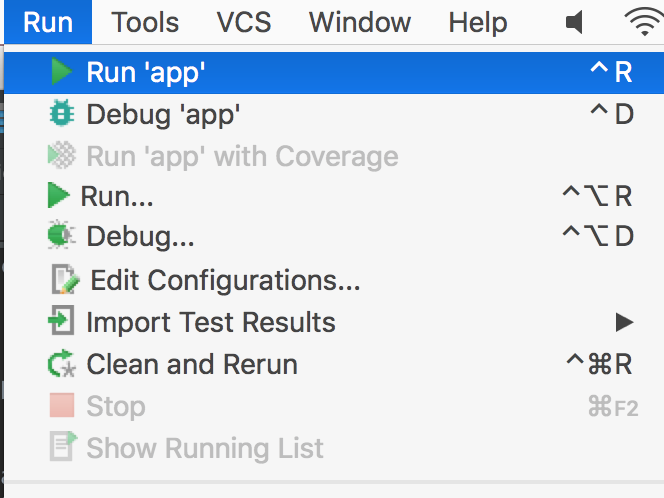 Run Tools VCS Window Help
Run 'app' ⌃R
Debug 'app' ⌃D
Run 'app' with Coverage
Run... ⌃⌥R
Debug... ⌃⌥D
Edit Configurations...
Import Test Results
Clean and Rerun ⌃⌘R
Stop ⌘F2
Show Running List